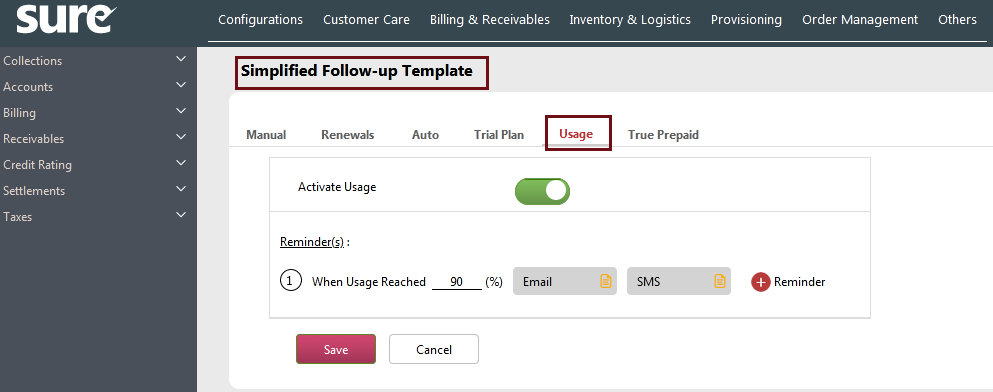 sure
Configurations Customer Care Billing & Receivables Inventory & Logistics Provisioning Order Management Others
Collections
Accounts
Billing
Receivables
Credit Rating
Settlements
Taxes
Simplified Follow-up Template
Manual Renewals Auto Trial Plan Usage True Prepaid
Activate Usage
Reminder(s) :
1 When Usage Reached 90 (%) Email SMS Reminder
Save Cancel